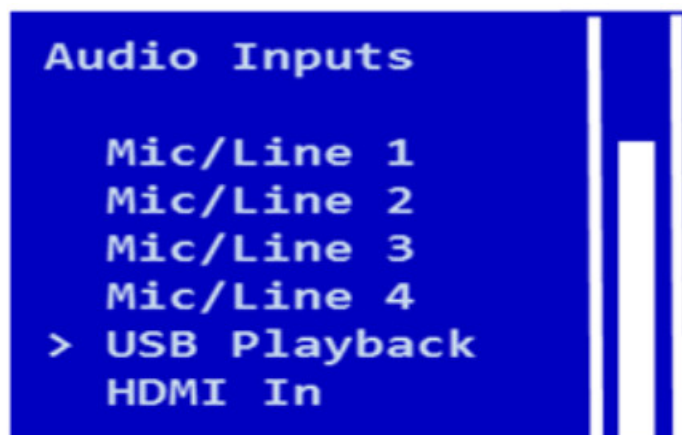 Audio Inputs
Mic/Line 1
Mic/Line 2
Mic/Line 3
Mic/Line 4
> USB Playback
HDMI In